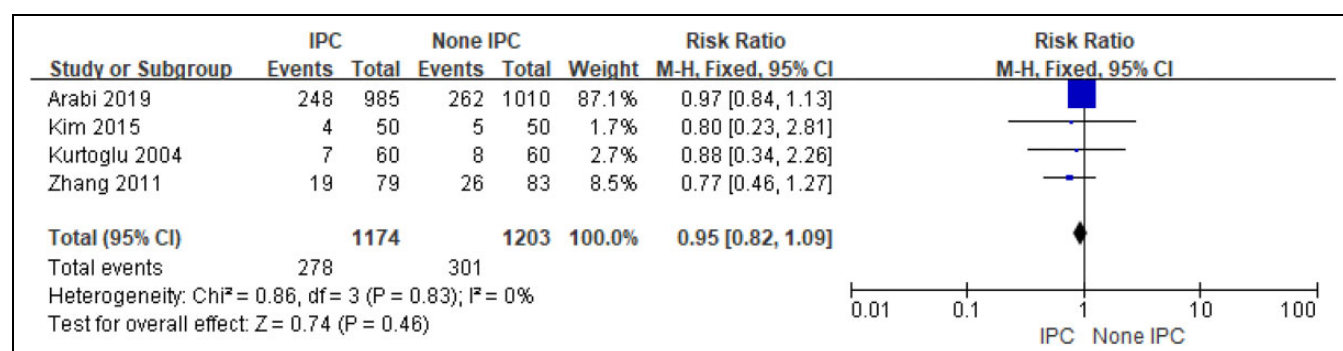 IPC None IPC Risk Ratio Risk Ratio
Study or Subgroup Events Total Events Total Weight M-H, Fixed, 95% CI M-H, Fixed, 95% CI
Arabi 2019 248 985 262 1010 87.1% 0.97 [0.84, 1.13]
Kim 2015 4 50 5 50 1.7% 0.80 [0.23, 2.81]
Kurtoglu 2004 7 60 8 60 2.7% 0.88 [0.34, 2.26]
Zhang 2011 19 79 26 83 8.5% 0.77 [0.46, 1.27]
Total (95% CI) 1174 1203 100.0% 0.95 [0.82, 1.09]
Total events 278 301
Heterogeneity: Chi² = 0.86, df = 3 (P = 0.83); I² = 0%
Test for overall effect: Z = 0.74 (P = 0.46)
0.01 0.1 1 10 100
IPC None IPC